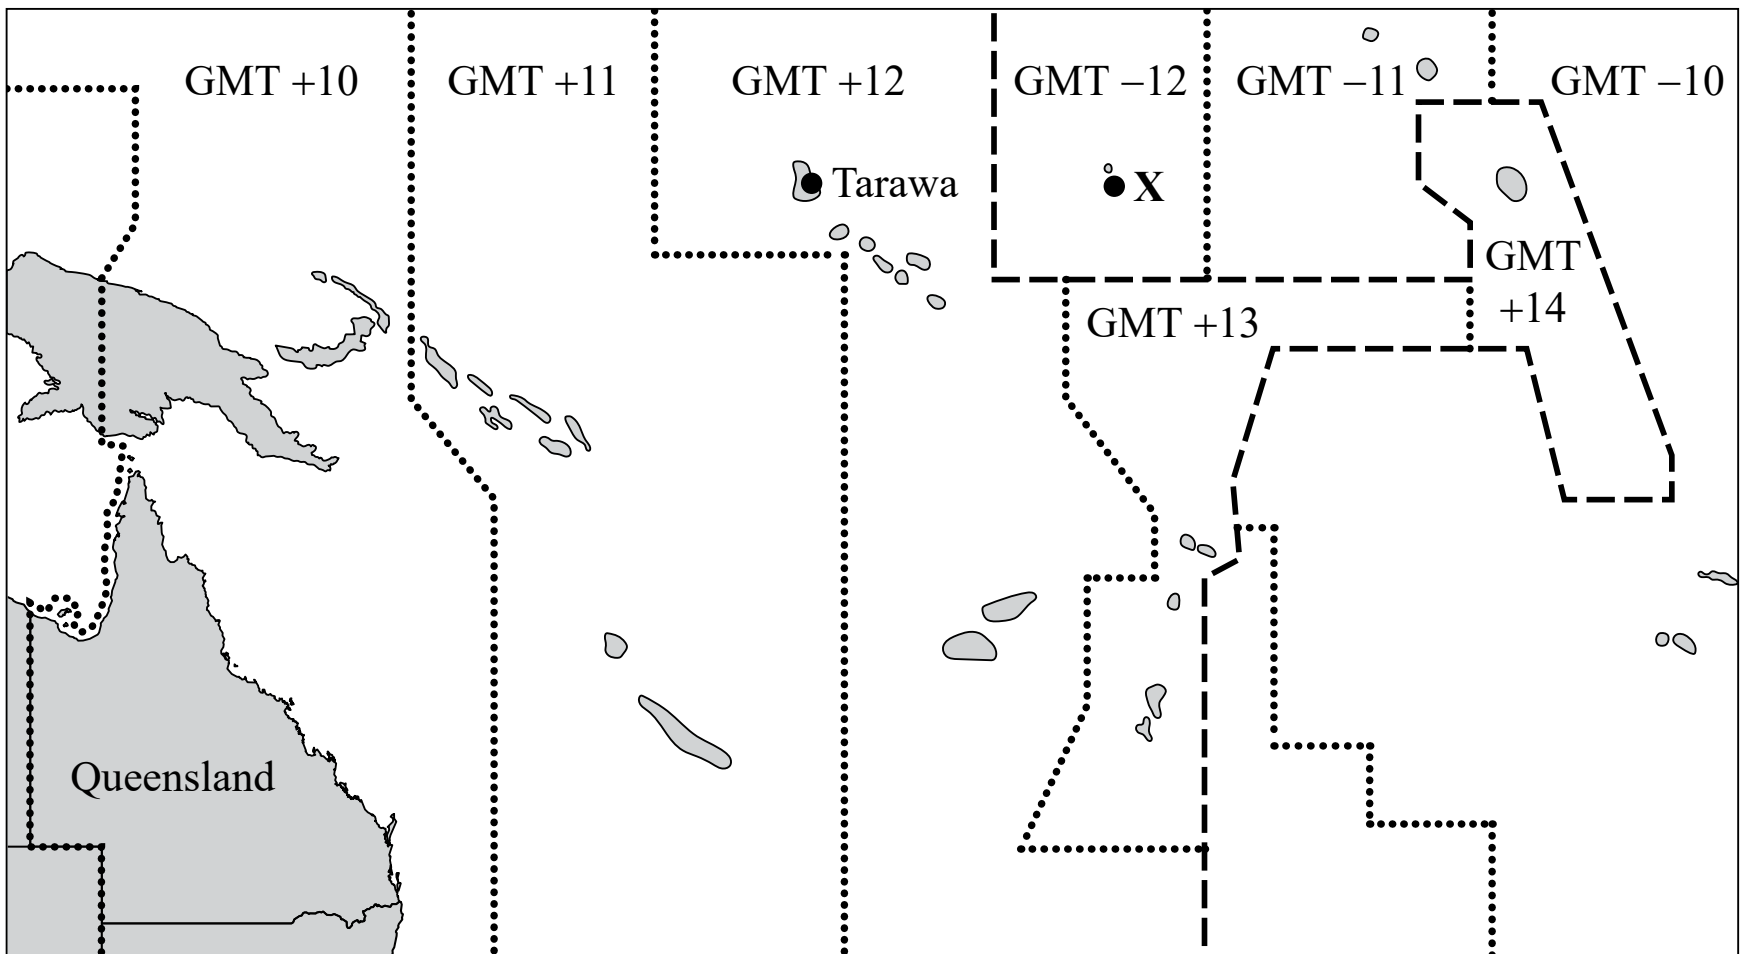 GMT +10
GMT +11
GMT +12
GMT −12
GMT −11
GMT −10
Tarawa
X
GMT
+14
GMT +13
Queensland